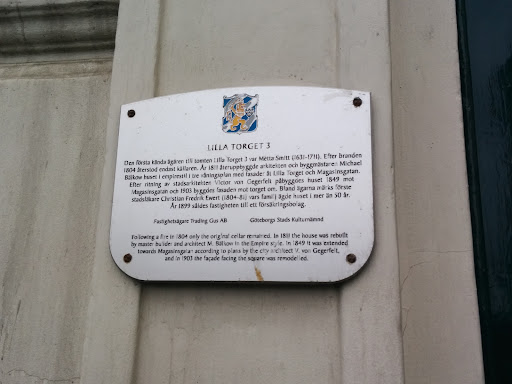 LILLA TORGET 3
Den första kända ägaren till tomten Lilla Torget 3 var Metta Smitt (1631-1711). Efter branden
1804 återstod endast källaren. År 1811 återuppbyggde arkitekten och byggmästaren Michael
Bälkow huset i empirestil i tre våningsplan med fasader åt Lilla Torget och Magasinsgatan.
Efter ritning av stadsarkitekten Victor von Gegerfelt påbyggdes huset 1849 mot
Magasinsgatan och 1903 byggdes fasaden mot torget om. Bland ägarna märks förste
stadsläkare Christian Fredrik Ewert (1804-81) vars familj ägde huset i mer än 50 år.
År 1899 såldes fastigheten till ett försäkringsbolag.
Fastighetsägare Trading Gus AB Göteborgs Stads Kulturnämnd
Following a fire in 1804 only the original cellar remained. In 1811 the house was rebuilt
by master builder and architect M. Bälkow in the Empire style. In 1849 it was extended
towards Magasinsgatan according to plans by the city architect V. von Gegerfelt,
and in 1903 the façade facing the square was remodelled.